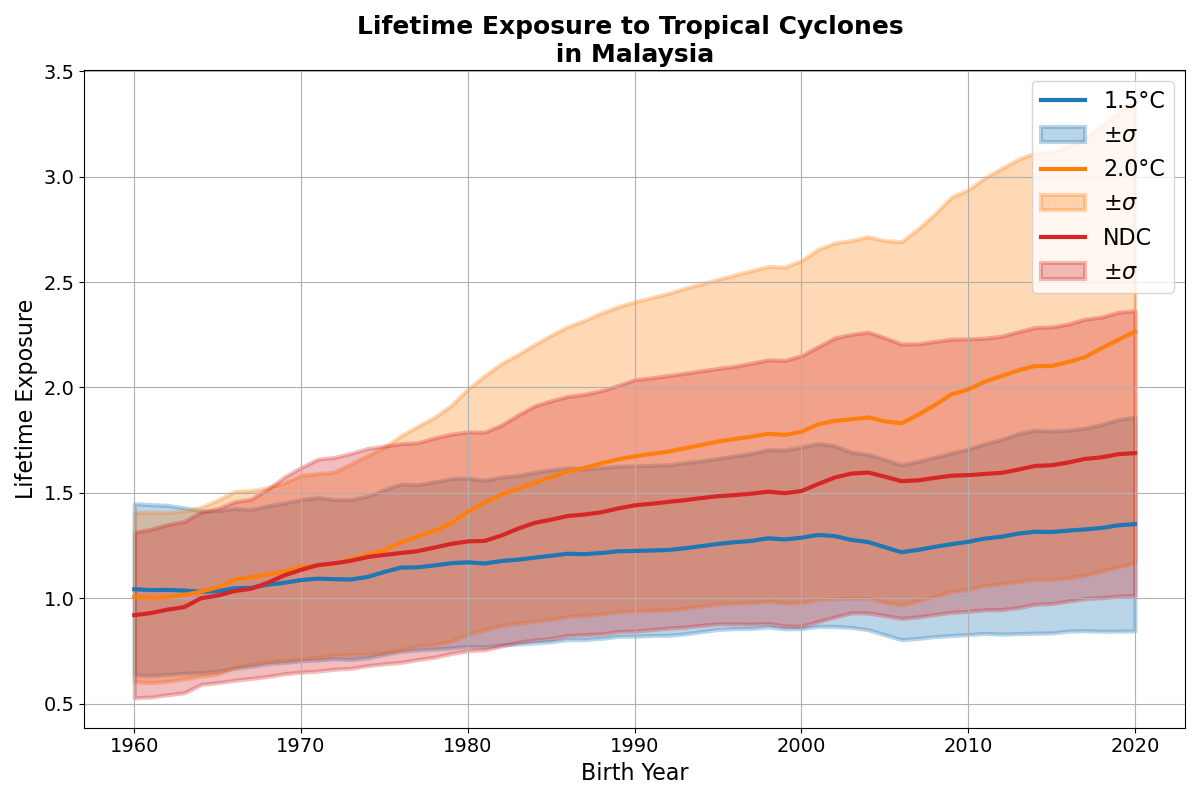 Lifetime Exposure to Tropical Cyclones
in Malaysia
3.5
3.0
2.5
2.0
1.5
1.0
0.5
Lifetime Exposure
1.5°C
±σ
2.0°C
±σ
NDC
±σ
1960 1970 1980 1990 2000 2010 2020
Birth Year